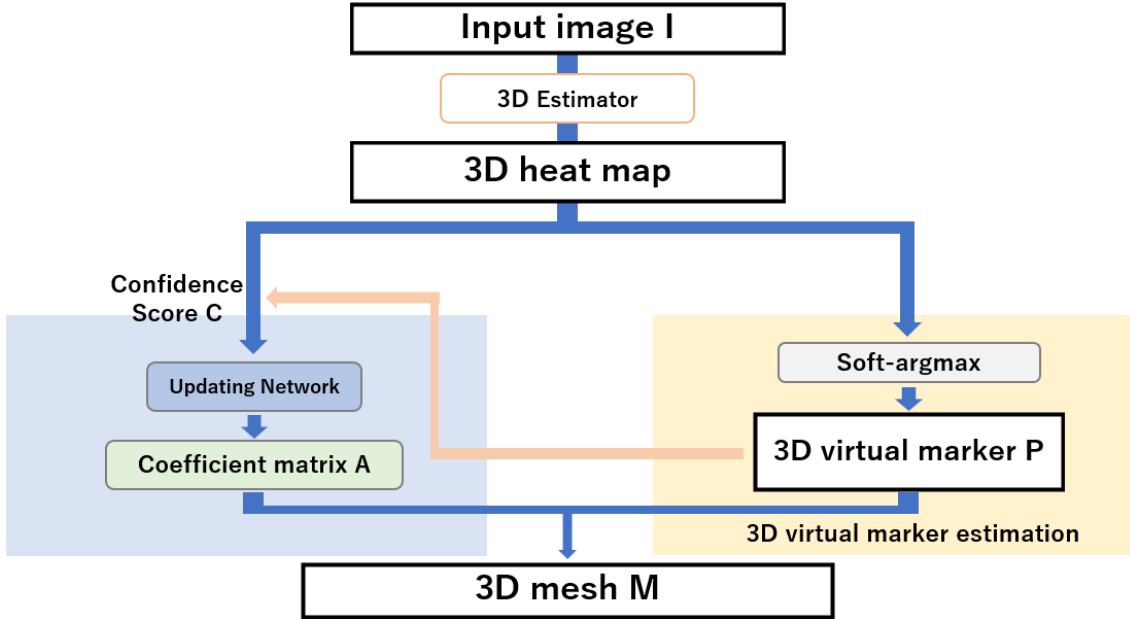 Input image I
3D Estimator
3D heat map
Confidence
Score C
Updating Network
Coefficient matrix A
Soft-argmax
3D virtual marker P
3D virtual marker estimation
3D mesh M